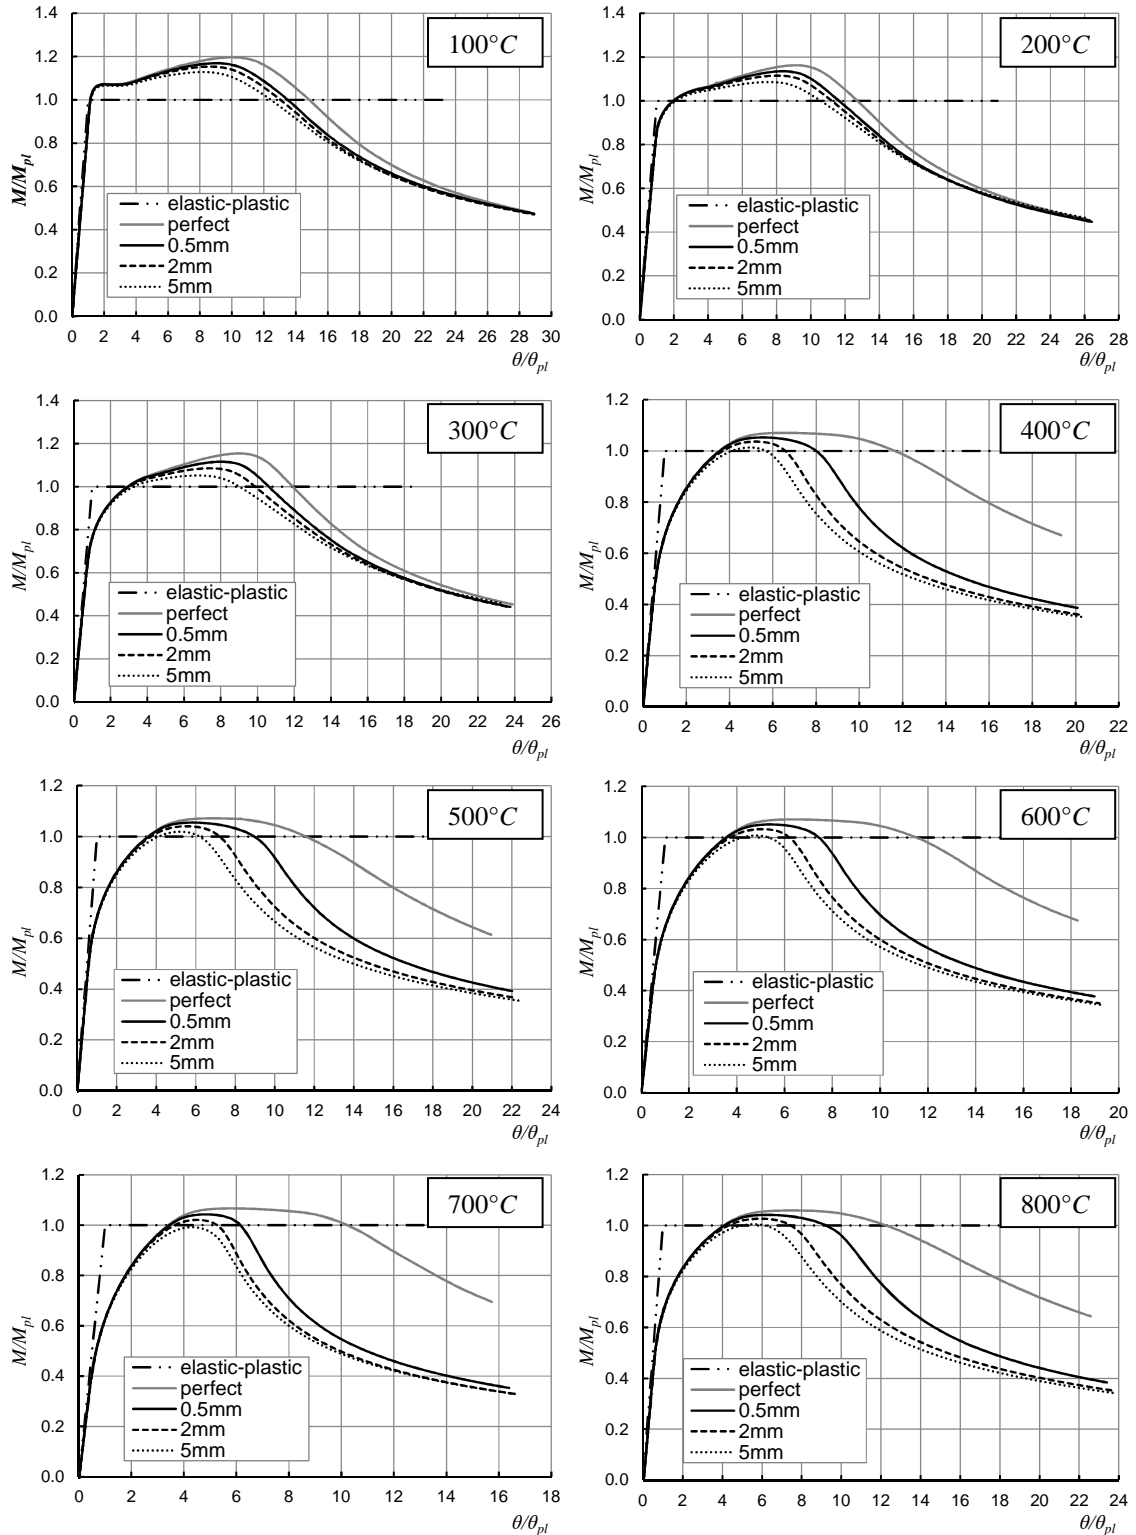 1.4
1.2
1.0
0.8
0.6
0.4
0.2
0.0
M/Mpl
100°C
elastic-plastic
perfect
0.5mm
2mm
5mm
0 2 4 6 8 10 12 14 16 18 20 22 24 26 28 30
θ/θpl
1.4
1.2
1.0
0.8
0.6
0.4
0.2
0.0
M/Mpl
200°C
elastic-plastic
perfect
0.5mm
2mm
5mm
0 2 4 6 8 10 12 14 16 18 20 22 24 26 28
θ/θpl
1.4
1.2
1.0
0.8
0.6
0.4
0.2
0.0
M/Mpl
300°C
elastic-plastic
perfect
0.5mm
2mm
5mm
0 2 4 6 8 10 12 14 16 18 20 22 24 26
θ/θpl
1.2
1.0
0.8
0.6
0.4
0.2
0.0
M/Mpl
400°C
elastic-plastic
perfect
0.5mm
2mm
5mm
0 2 4 6 8 10 12 14 16 18 20 22
θ/θpl
1.2
1.0
0.8
0.6
0.4
0.2
0.0
M/Mpl
500°C
elastic-plastic
perfect
0.5mm
2mm
5mm
0 2 4 6 8 10 12 14 16 18 20 22 24
θ/θpl
1.2
1.0
0.8
0.6
0.4
0.2
0.0
M/Mpl
600°C
elastic-plastic
perfect
0.5mm
2mm
5mm
0 2 4 6 8 10 12 14 16 18 20
θ/θpl
1.2
1.0
0.8
0.6
0.4
0.2
0.0
M/Mpl
700°C
elastic-plastic
perfect
0.5mm
2mm
5mm
0 2 4 6 8 10 12 14 16 18
θ/θpl
1.2
1.0
0.8
0.6
0.4
0.2
0.0
M/Mpl
800°C
elastic-plastic
perfect
0.5mm
2mm
5mm
0 2 4 6 8 10 12 14 16 18 20 22 24
θ/θpl